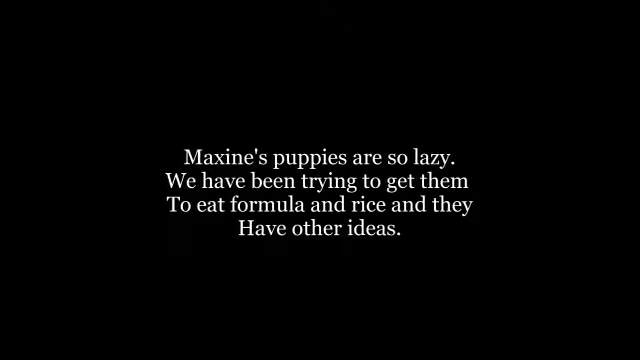 Maxine's puppies are so lazy.
We have been trying to get them
To eat formula and rice and they
Have other ideas.